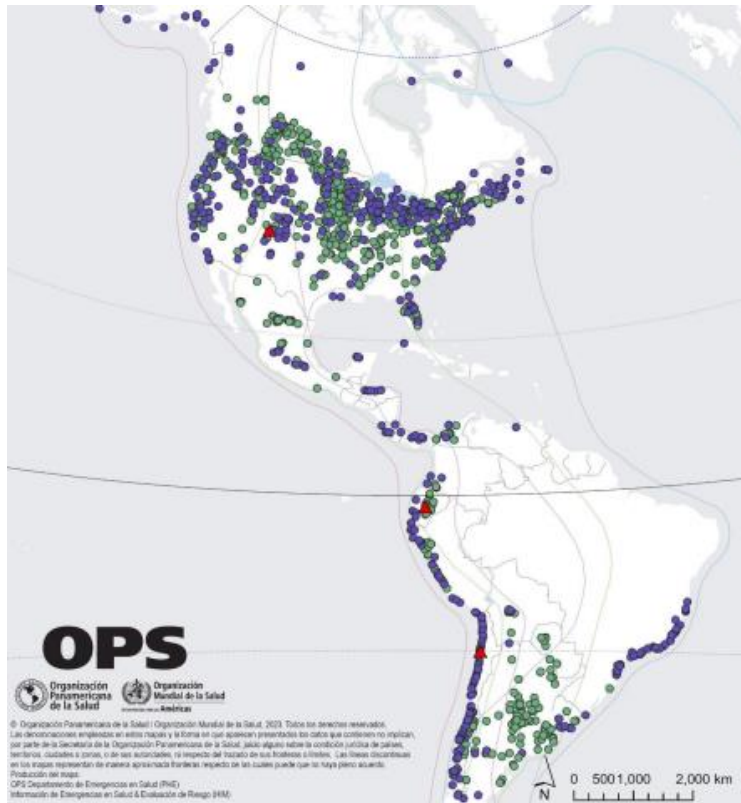 OPS
Organización
Panamericana
de la Salud
Organización
Mundial de la Salud
Américas
© Organización Panamericana de la Salud / Organización Mundial de la Salud, 2023. Todos los derechos reservados.
Las denominaciones empleadas en estos mapas y la forma en que aparecen presentados los datos que contienen no implican,
por parte de la Secretaría de la Organización Panamericana de la Salud, juicio alguno sobre la condición jurídica de países,
territorios, ciudades o zonas, o de sus autoridades, ni respecto del trazado de sus fronteras o límites. Las líneas discontinuas
en los mapas representan de manera aproximada fronteras respecto de las cuales puede que no haya pleno acuerdo.
Producción del mapa:
OPS Departamento de Emergencias en Salud (PHE)
Información de Emergencias en Salud & Evaluación de Riesgo (HIM)
N
0 500 1,000 2,000 km